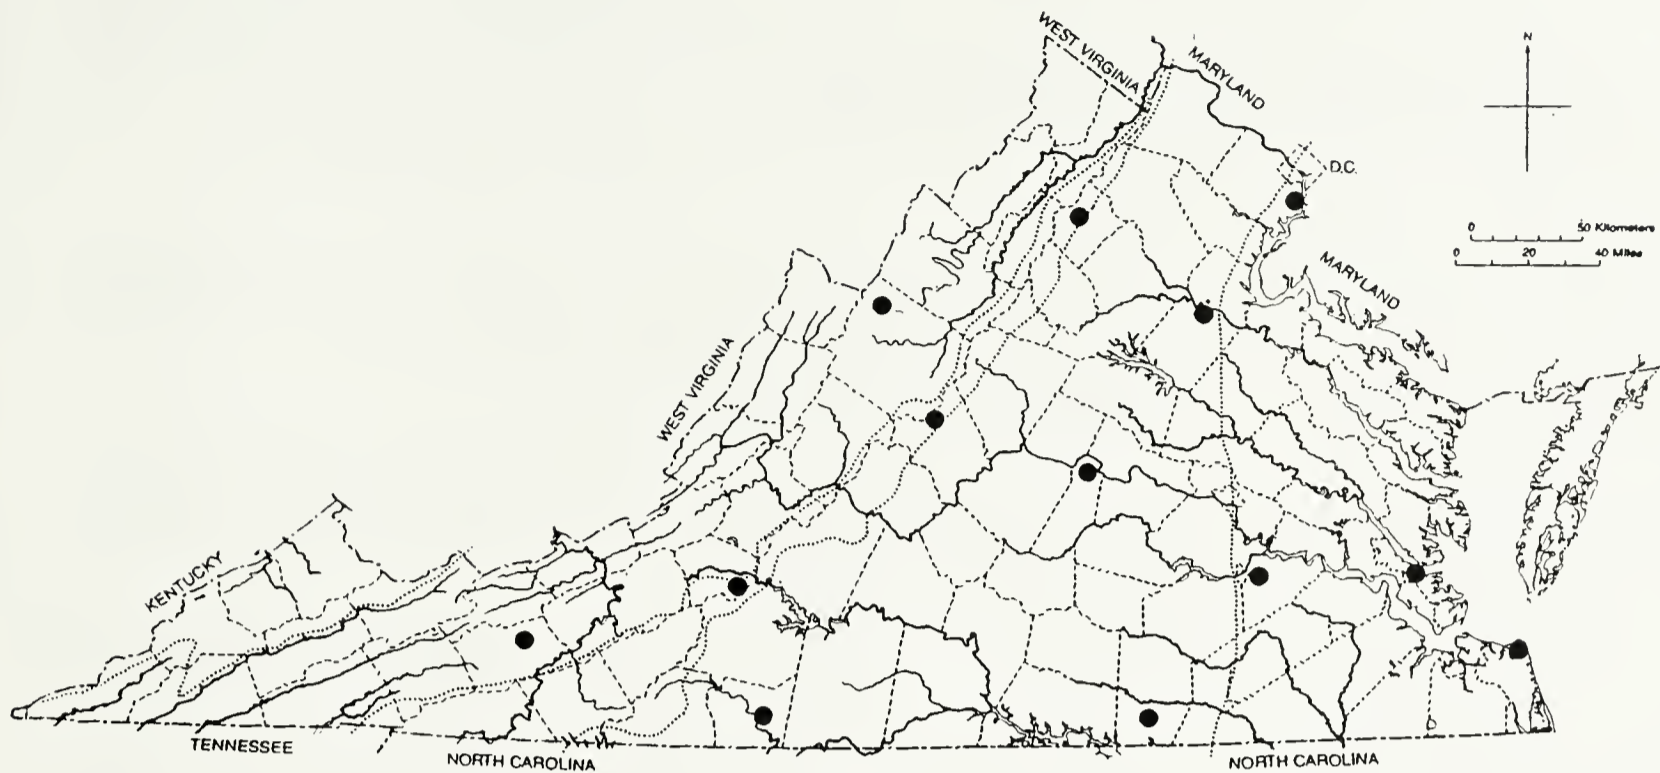 WEST VIRGINIA
MARYLAND
N
D.C.
0 50 Kilometers
0 20 40 Miles
MARYLAND
WEST VIRGINIA
KENTUCKY
TENNESSEE
NORTH CAROLINA
NORTH CAROLINA